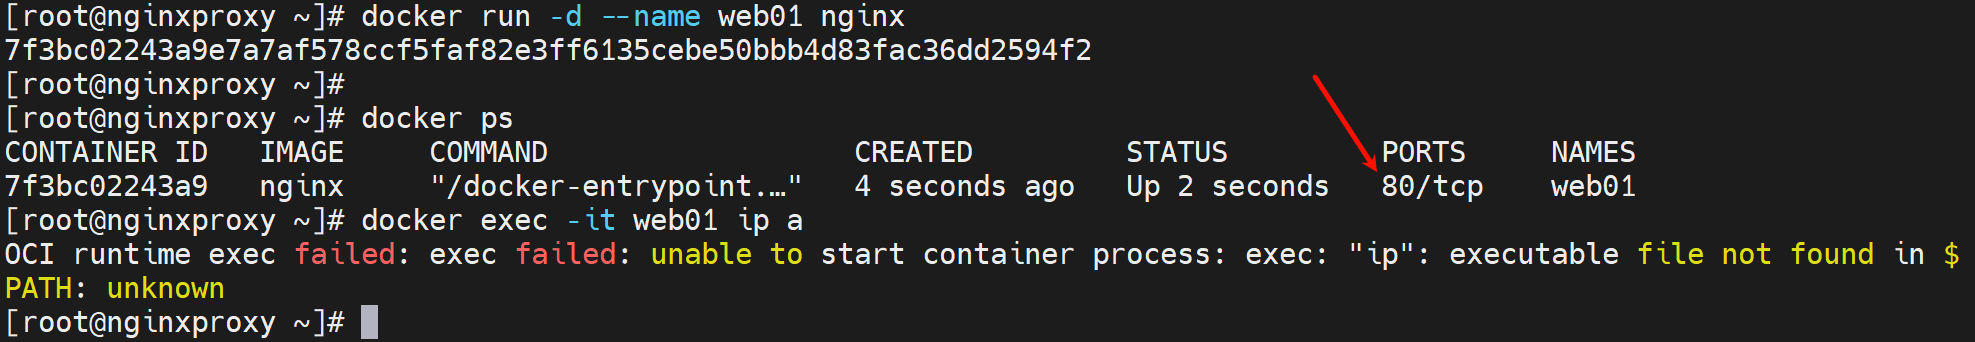 [root@nginxproxy ~]# docker run -d --name web01 nginx
7f3bc02243a9e7a7af578ccf5faf82e3ff6135cebe50bbb4d83fac36dd2594f2
[root@nginxproxy ~]#
[root@nginxproxy ~]# docker ps
CONTAINER ID   IMAGE     COMMAND                  CREATED         STATUS         PORTS     NAMES
7f3bc02243a9   nginx     "/docker-entrypoint.…"   4 seconds ago   Up 2 seconds   80/tcp    web01
[root@nginxproxy ~]# docker exec -it web01 ip a
OCI runtime exec failed: exec failed: unable to start container process: exec: "ip": executable file not found in $
PATH: unknown
[root@nginxproxy ~]#